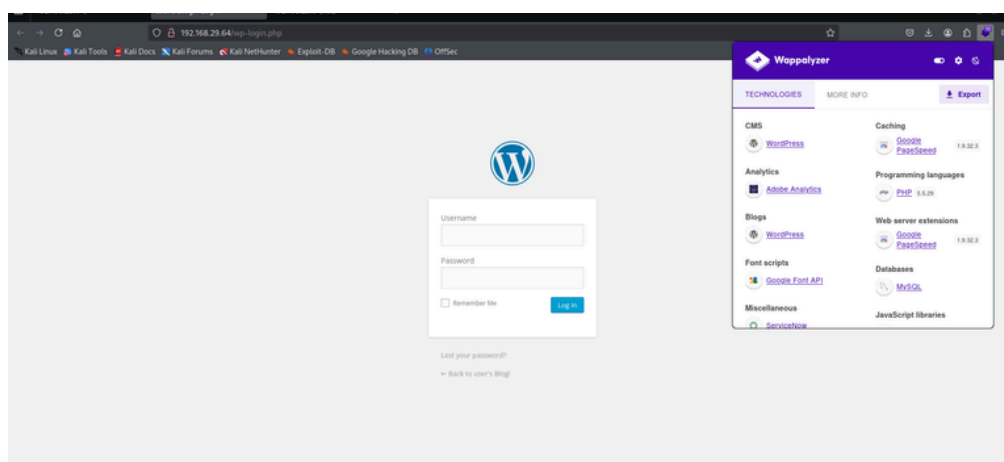 192.168.29.64/wp-login.php
Kali Linux Kali Tools Kali Docs Kali Forums Kali NetHunter Exploit-DB Google Hacking DB OffSec
Username
Password
Remember Me
Log In
Lost your password?
← Back to user's Blog!
Wappalyzer
TECHNOLOGIES MORE INFO Export
CMS
WordPress
Analytics
Adobe Analytics
Blogs
WordPress
Font scripts
Google Font API
Miscellaneous
ServiceNow
Caching
Google
PageSpeed 1.9.32.3
Programming languages
PHP 5.5.29
Web server extensions
Google
PageSpeed 1.9.32.3
Databases
MySQL
JavaScript libraries